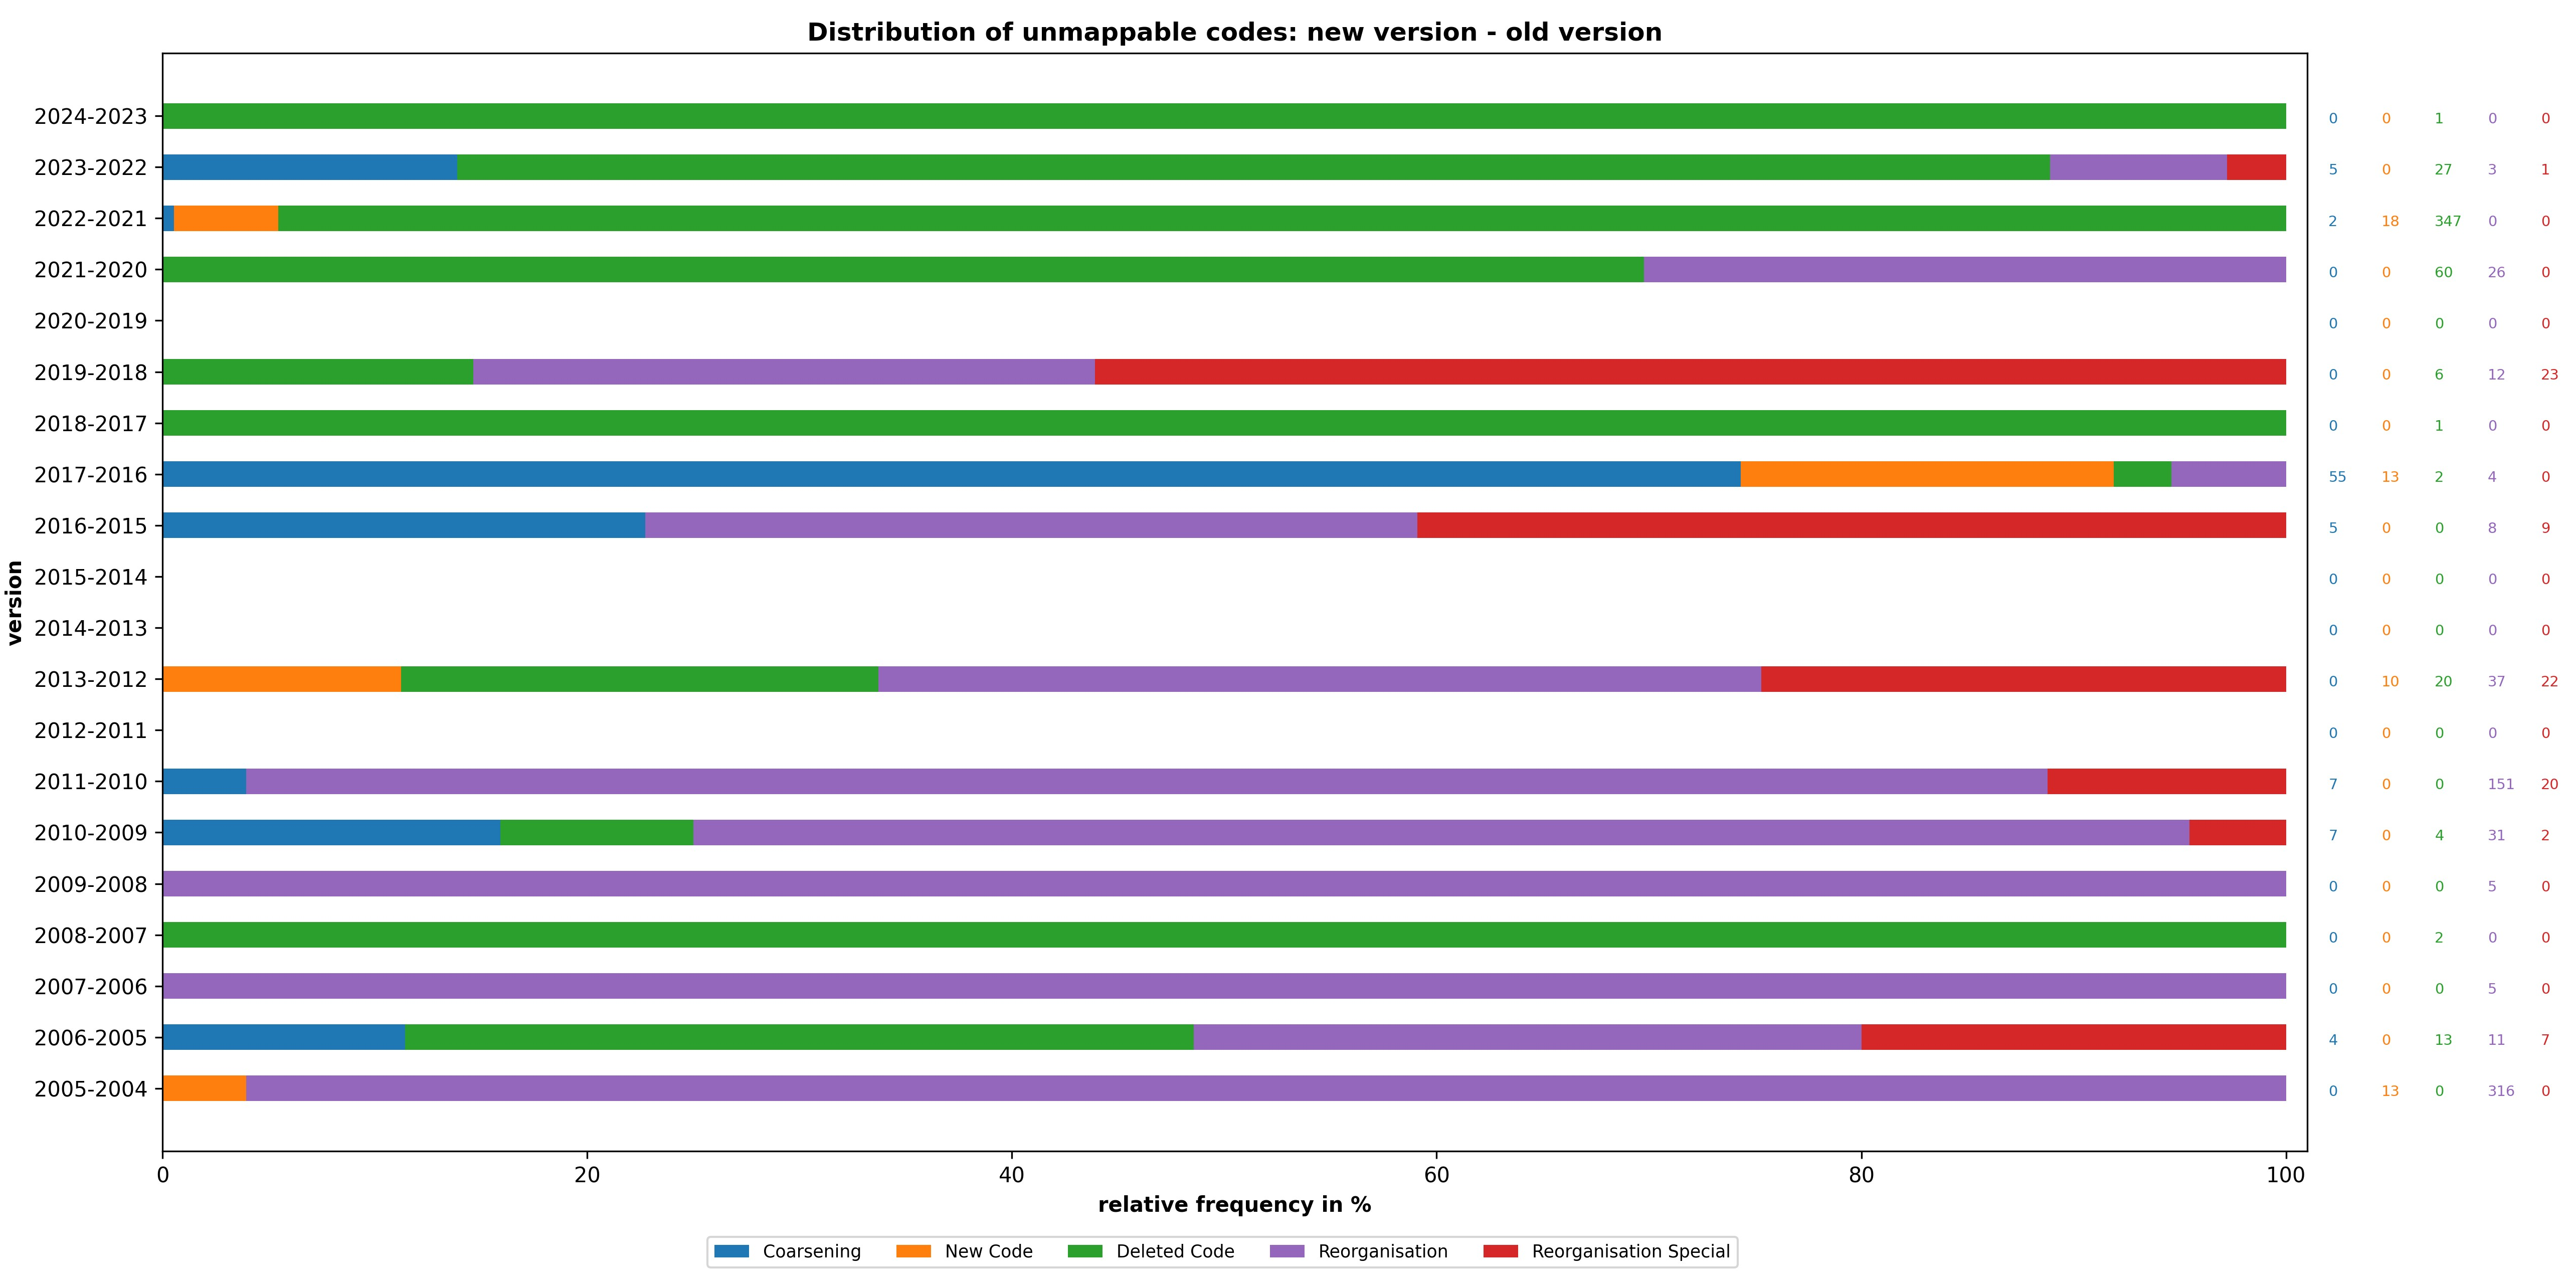 Distribution of unmappable codes: new version - old version
2024-2023 0 0 1 0 0
2023-2022 5 0 27 3 1
2022-2021 2 18 347 0 0
2021-2020 0 0 60 26 0
2020-2019 0 0 0 0 0
2019-2018 0 0 6 12 23
2018-2017 0 0 1 0 0
2017-2016 55 13 2 4 0
2016-2015 5 0 0 8 9
2015-2014 0 0 0 0 0
2014-2013 0 0 0 0 0
2013-2012 0 10 20 37 22
2012-2011 0 0 0 0 0
2011-2010 7 0 0 151 20
2010-2009 7 0 4 31 2
2009-2008 0 0 0 5 0
2008-2007 0 0 2 0 0
2007-2006 0 0 0 5 0
2006-2005 4 0 13 11 7
2005-2004 0 13 0 316 0
version
0 20 40 60 80 100
relative frequency in %
Coarsening New Code Deleted Code Reorganisation Reorganisation Special